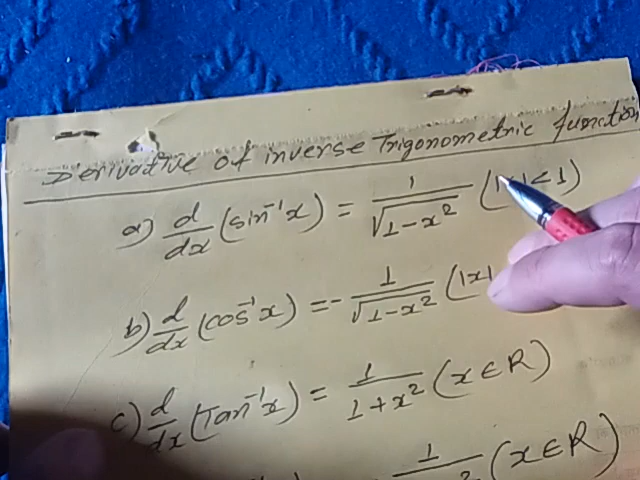 Derivative of inverse Trigonometric function
a) d/dx (sin⁻¹x) = 1/√(1-x²) (|x|<1)
b) d/dx (cos⁻¹x) = - 1/√(1-x²) (|x|
c) d/dx (Tan⁻¹x) = 1/(1+x²) (x∈R)
1 (x∈R)